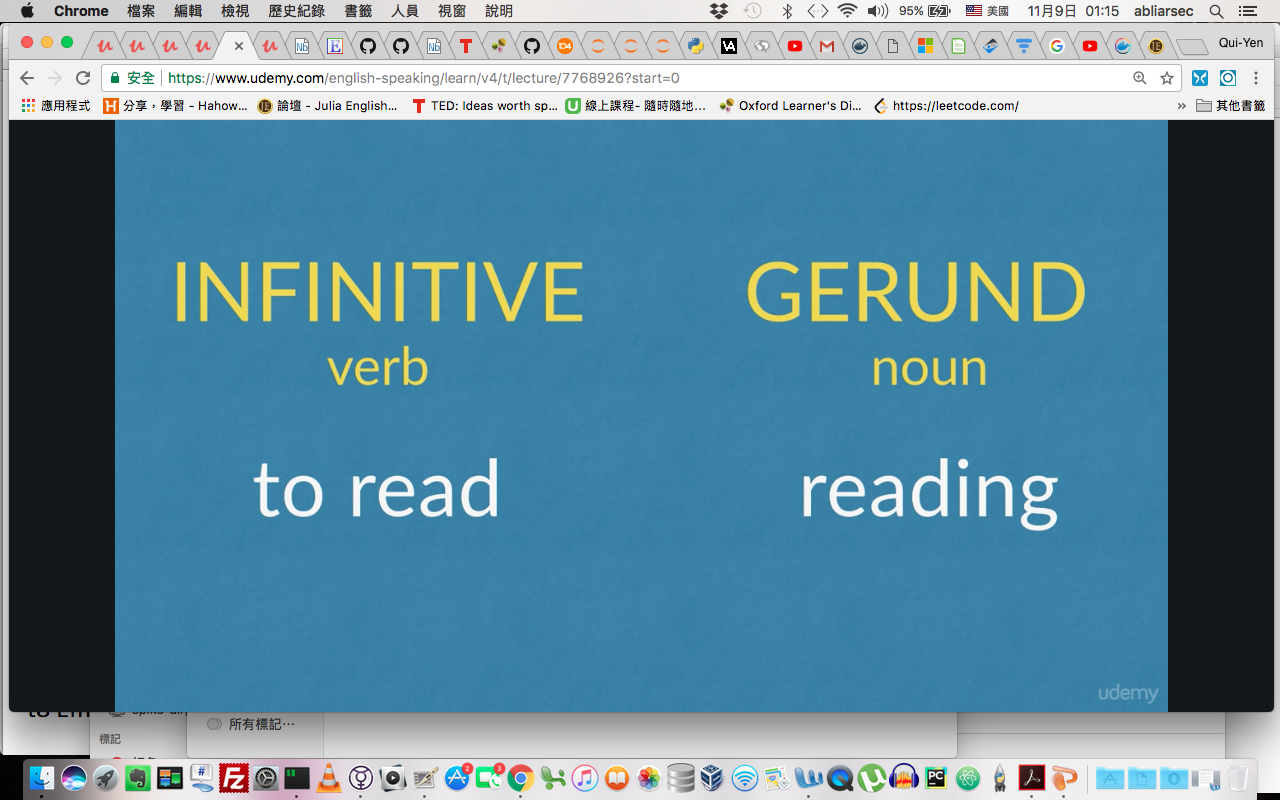 Chrome 檔案 編輯 檢視 歷史紀錄 書籤 人員 視窗 說明 95% 美國 11月9日 01:15 abliarsec
Qui-Yen
安全 https://www.udemy.com/english-speaking/learn/v4/t/lecture/7768926?start=0
應用程式 分享，學習 - Hahow… 論壇 - Julia English… TED: Ideas worth sp… 線上課程- 隨時隨地… Oxford Learner's Di… https://leetcode.com/ » 其他書籤
INFINITIVE GERUND
verb noun
to read reading
udemy
所有標記…
標記